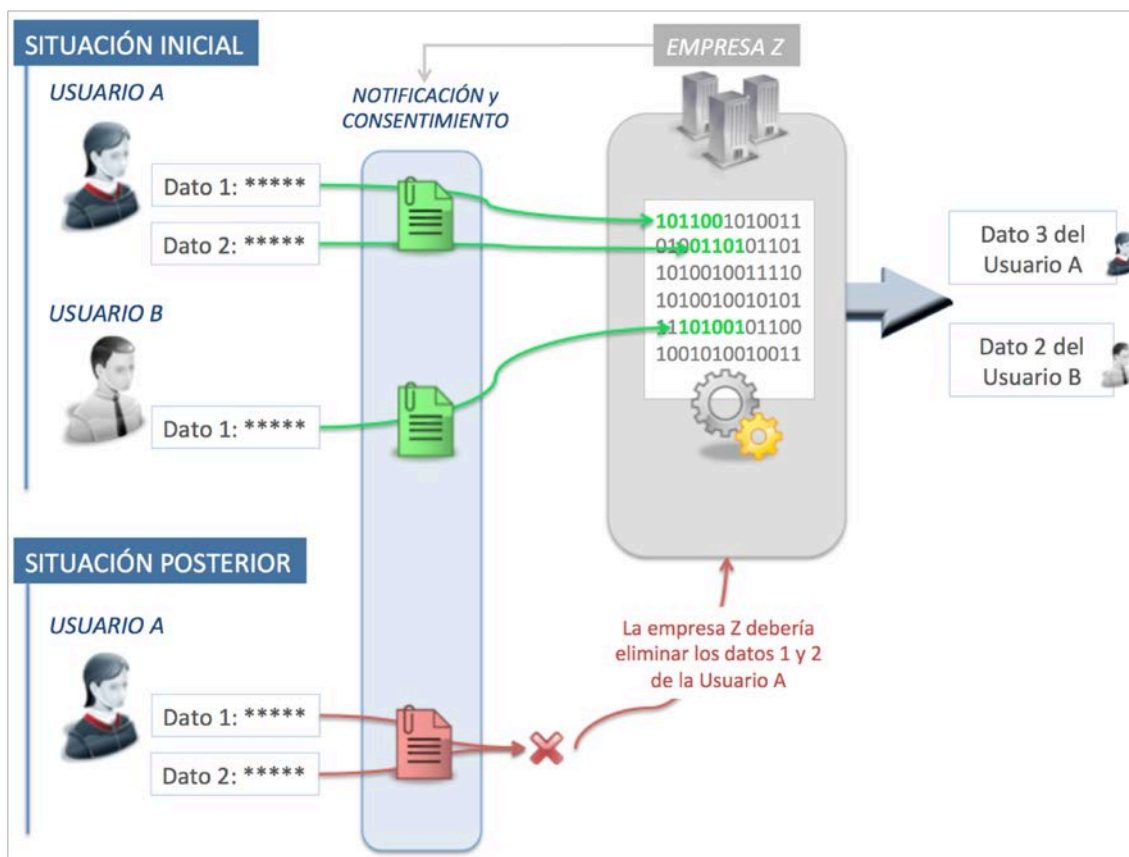 SITUACIÓN INICIAL
EMPRESA Z
USUARIO A
NOTIFICACIÓN y
CONSENTIMIENTO
Dato 1: *****
Dato 2: *****
1011001010011
0100110101101
1010010011110
1010010010101
1110100101100
1001010010011
Dato 3 del
Usuario A
USUARIO B
Dato 2 del
Usuario B
Dato 1: *****
SITUACIÓN POSTERIOR
USUARIO A
La empresa Z debería
eliminar los datos 1 y 2
de la Usuario A
Dato 1: *****
Dato 2: *****